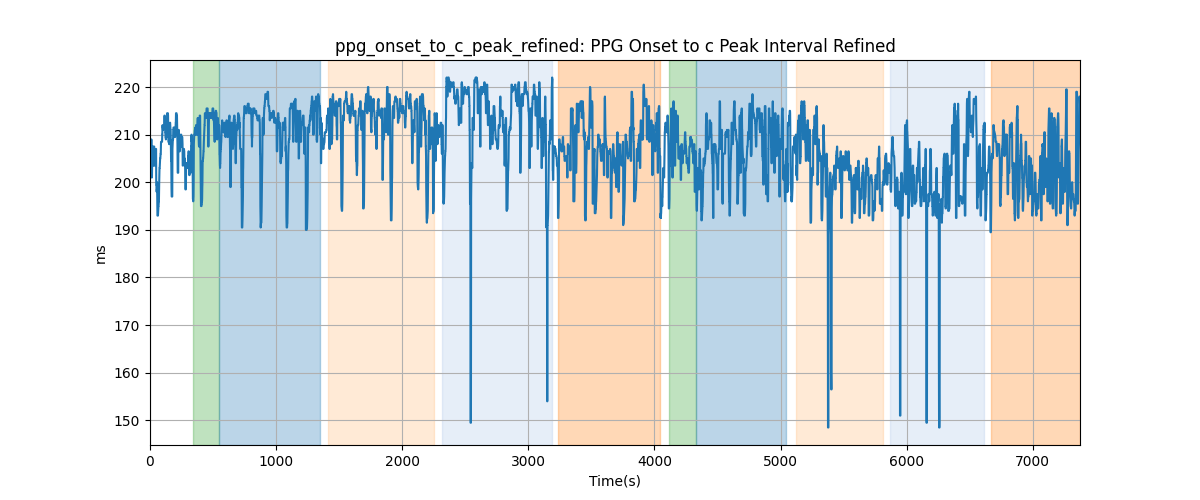 ppg_onset_to_c_peak_refined: PPG Onset to c Peak Interval Refined
220
210
200
190
180
170
160
150
ms
0 1000 2000 3000 4000 5000 6000 7000
Time(s)